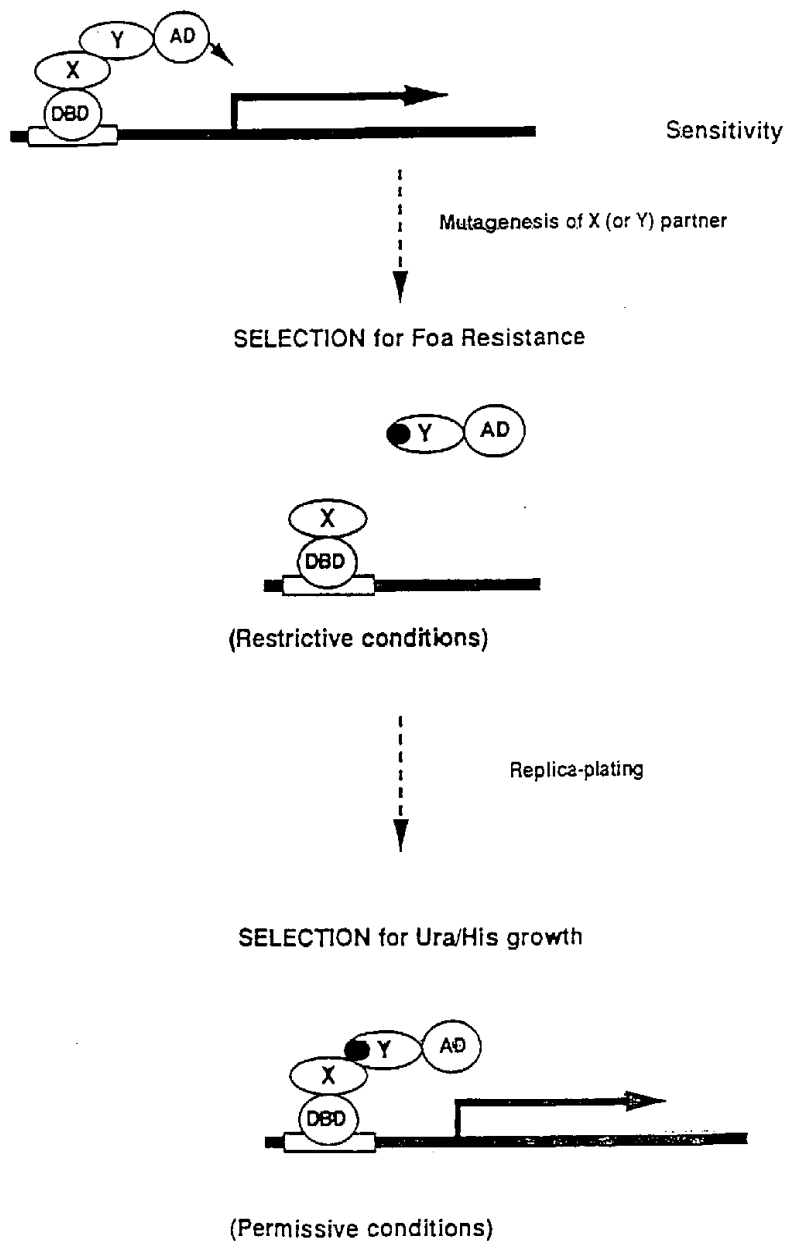 Y AD
X
DBD
Sensitivity
Mutagenesis of X (or Y) partner
SELECTION for Foa Resistance
Y AD
X
DBD
(Restrictive conditions)
Replica-plating
SELECTION for Ura/His growth
Y AD
X
DBD
(Permissive conditions)